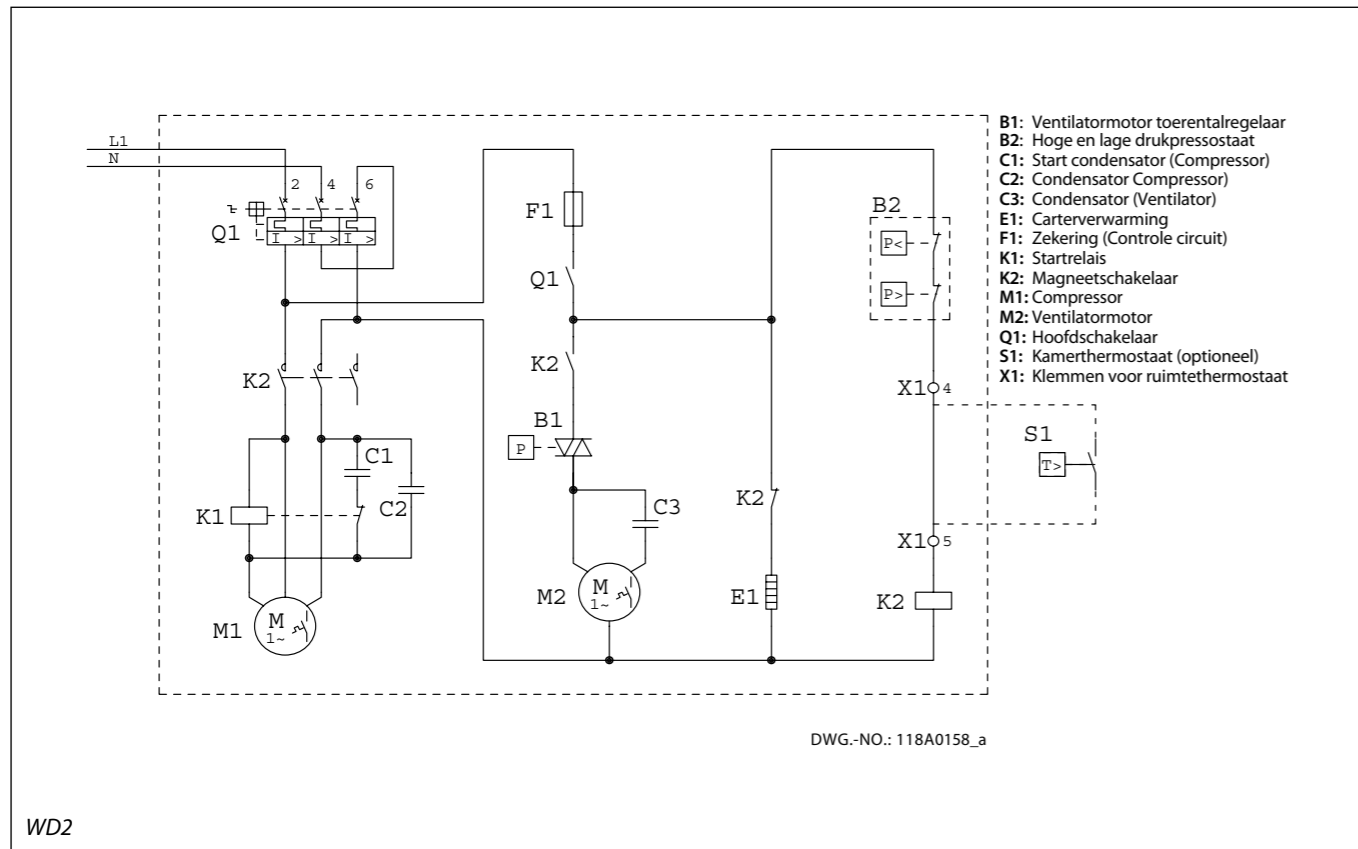 L1
N
2 4 6
Q1
I > I > I >
K2
K1
C1
C2
M1
M
1~
F1
Q1
K2
B1
P
C3
M2
M
1~
K2
E1
B2
P<
P>
X1 4
S1
T>
X1 5
K2
B1: Ventilatormotor toerentalregelaar
B2: Hoge en lage drukpressostaat
C1: Start condensator (Compressor)
C2: Condensator Compressor)
C3: Condensator (Ventilator)
E1: Carterverwarming
F1: Zekering (Controle circuit)
K1: Startrelais
K2: Magneetschakelaar
M1: Compressor
M2: Ventilatormotor
Q1: Hoofdschakelaar
S1: Kamerthermostaat (optioneel)
X1: Klemmen voor ruimtethermostaat
DWG.-NO.: 118A0158_a
WD2